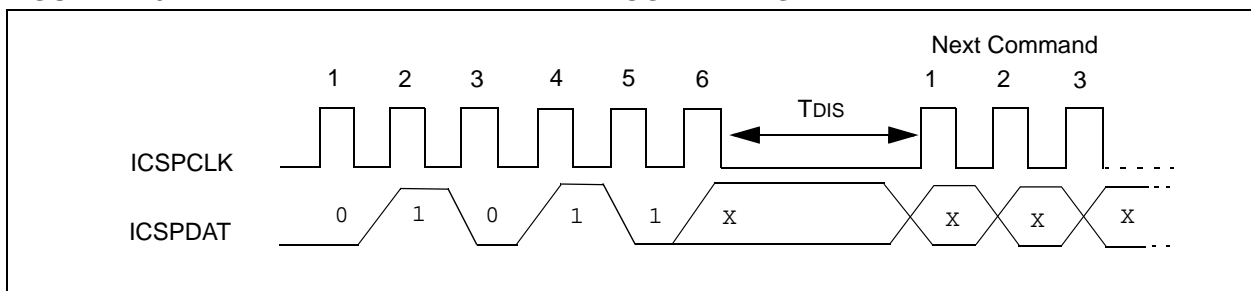 Next Command
1 2 3 4 5 6 1 2 3
TDIS
ICSPCLK
0 1 0 1 1 x x x x
ICSPDAT